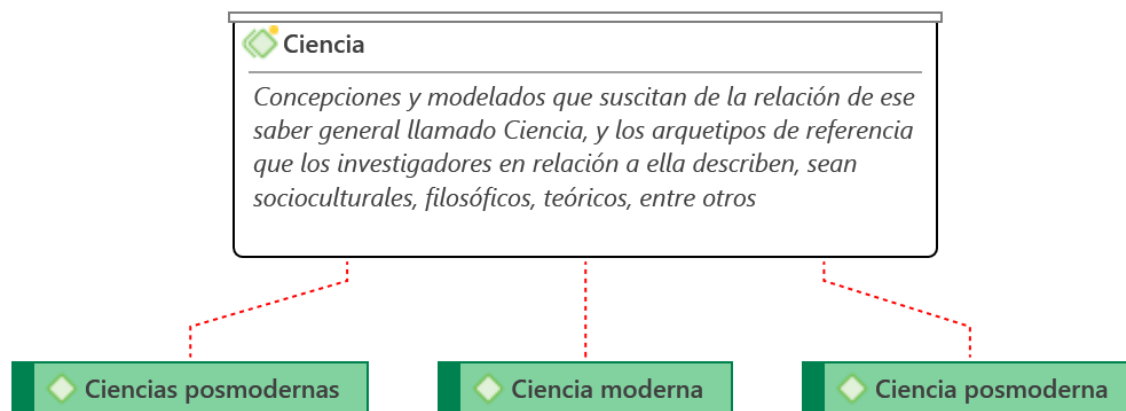 Ciencia
Concepciones y modelados que suscitan de la relación de ese
saber general llamado Ciencia, y los arquetipos de referencia
que los investigadores en relación a ella describen, sean
socioculturales, filosóficos, teóricos, entre otros
Ciencias posmodernas
Ciencia moderna
Ciencia posmoderna